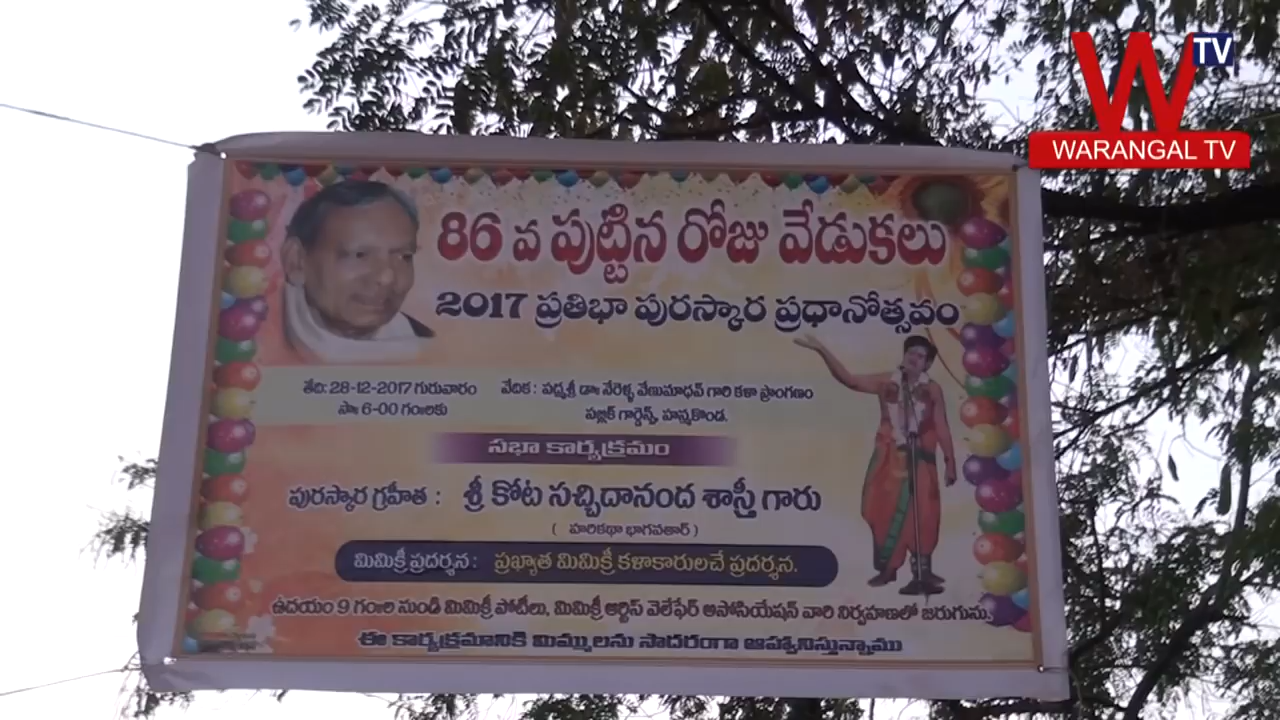 W TV
WARANGAL TV
86 వ పుట్టిన రోజు వేడుకలు
2017 ప్రతిభా పురస్కార ప్రధానోత్సవం
తేది: 28-12-2017 గురువారం
సా॥ 6-00 గం॥లకు
వేదిక : పద్మశ్రీ డా॥ నేరెళ్ళ వేణుమాధవ్ గారి కళా ప్రాంగణం
పబ్లిక్ గార్డెన్స్, హన్మకొండ.
సభా కార్యక్రమం
పురస్కార గ్రహీత : శ్రీ కోట సచ్చిదానంద శాస్త్రీ గారు
( హరికథా భాగవతార్ )
మిమిక్రీ ప్రదర్శన : ప్రఖ్యాత మిమిక్రీ కళాకారులచే ప్రదర్శన.
ఉదయం 9 గం॥ల నుండి మిమిక్రీ పోటీలు, మిమిక్రీ ఆర్టిస్ట్ వెలేఫేర్ అసోసియేషన్ వారి నిర్వహణలో జరుగును.
ఈ కార్యక్రమానికి మిమ్ములను సాదరంగా ఆహ్వానిస్తున్నాము